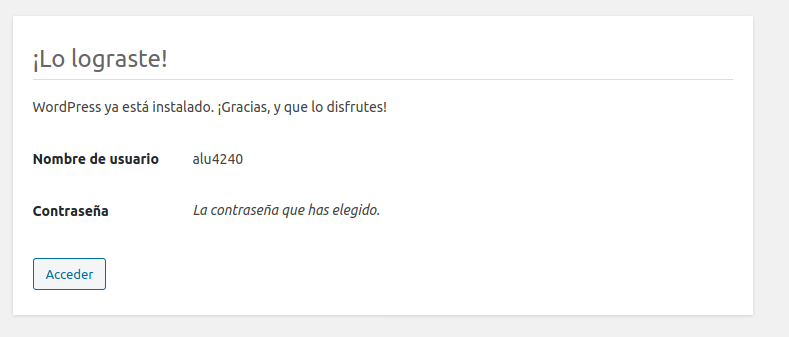 ¡Lo lograste!
WordPress ya está instalado. ¡Gracias, y que lo disfrutes!
Nombre de usuario alu4240
Contraseña La contraseña que has elegido.
Acceder